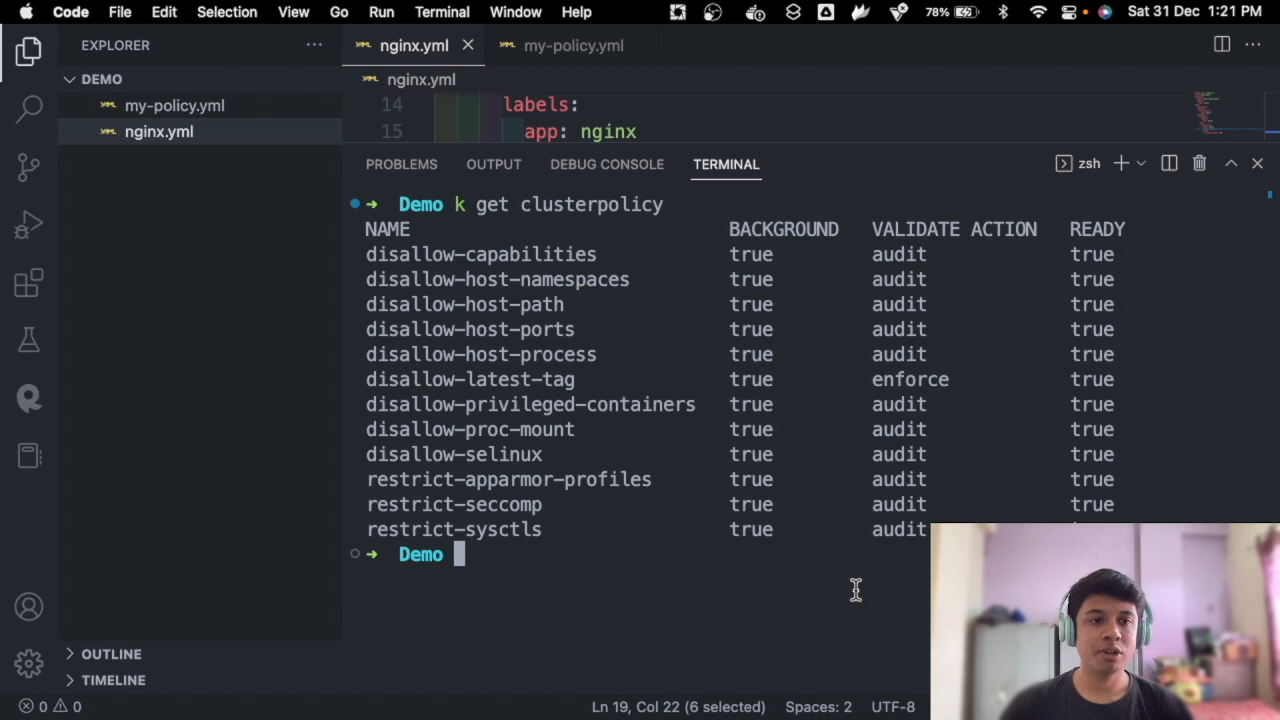 Code File Edit Selection View Go Run Terminal Window Help 78% Sat 31 Dec 1:21 PM
EXPLORER
nginx.yml my-policy.yml
DEMO
nginx.yml
my-policy.yml
nginx.yml
14 labels:
15 app: nginx
PROBLEMS OUTPUT DEBUG CONSOLE TERMINAL zsh
Demo k get clusterpolicy
NAME BACKGROUND VALIDATE ACTION READY
disallow-capabilities true audit true
disallow-host-namespaces true audit true
disallow-host-path true audit true
disallow-host-ports true audit true
disallow-host-process true audit true
disallow-latest-tag true enforce true
disallow-privileged-containers true audit true
disallow-proc-mount true audit true
disallow-selinux true audit true
restrict-apparmor-profiles true audit true
restrict-seccomp true audit true
restrict-sysctls true audit
Demo
OUTLINE
TIMELINE
0 0 Ln 19, Col 22 (6 selected) Spaces: 2 UTF-8